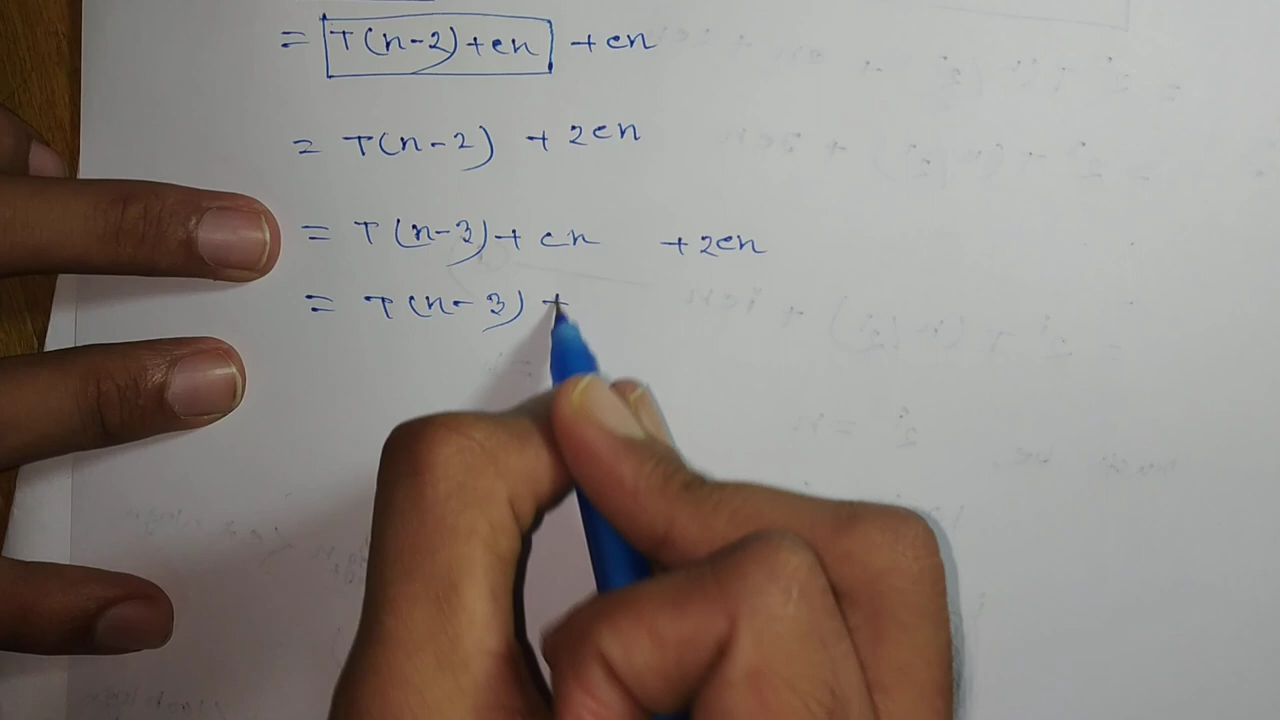 = T(n-2)+cn +cn
= T(n-2) + 2cn
= T(n-3)+ cn +2cn
= T(n-3) +